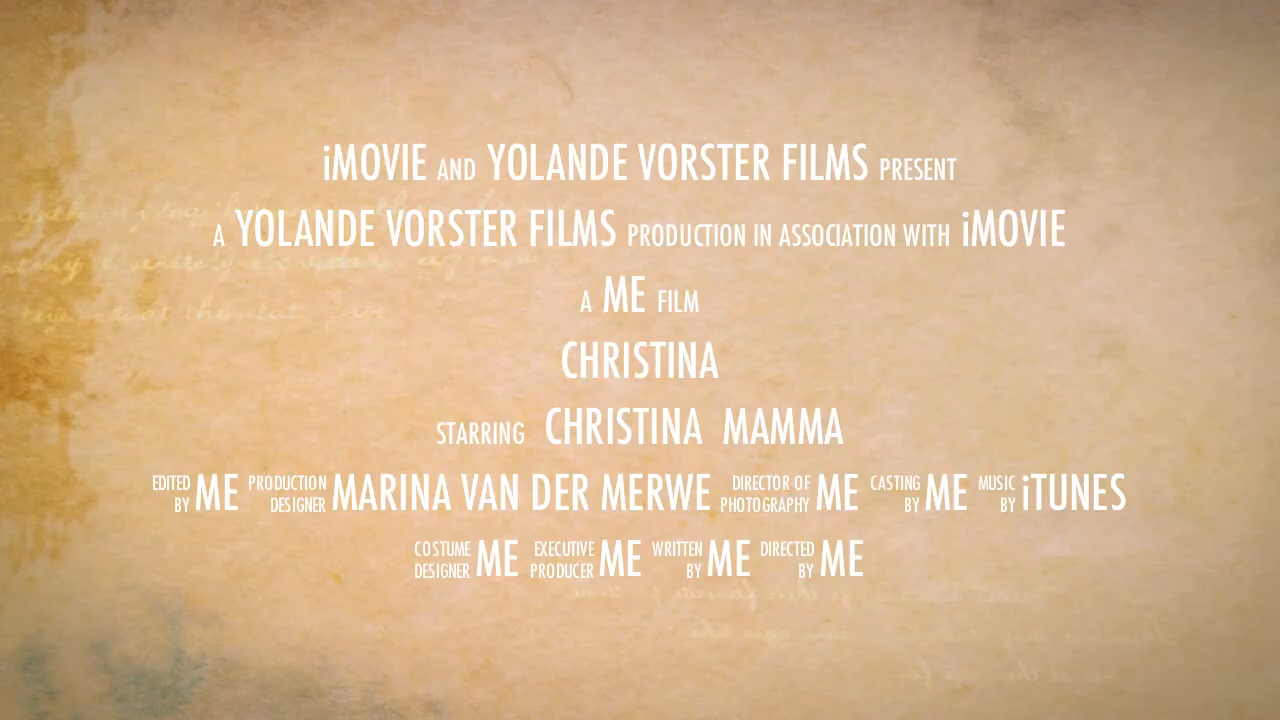 iMOVIE AND YOLANDE VORSTER FILMS PRESENT
A YOLANDE VORSTER FILMS PRODUCTION IN ASSOCIATION WITH iMOVIE
A ME FILM
CHRISTINA
STARRING CHRISTINA MAMMA
EDITED BY ME PRODUCTION DESIGNER MARINA VAN DER MERWE DIRECTOR OF PHOTOGRAPHY ME CASTING BY ME MUSIC BY iTUNES
COSTUME DESIGNER ME EXECUTIVE PRODUCER ME WRITTEN BY ME DIRECTED BY ME